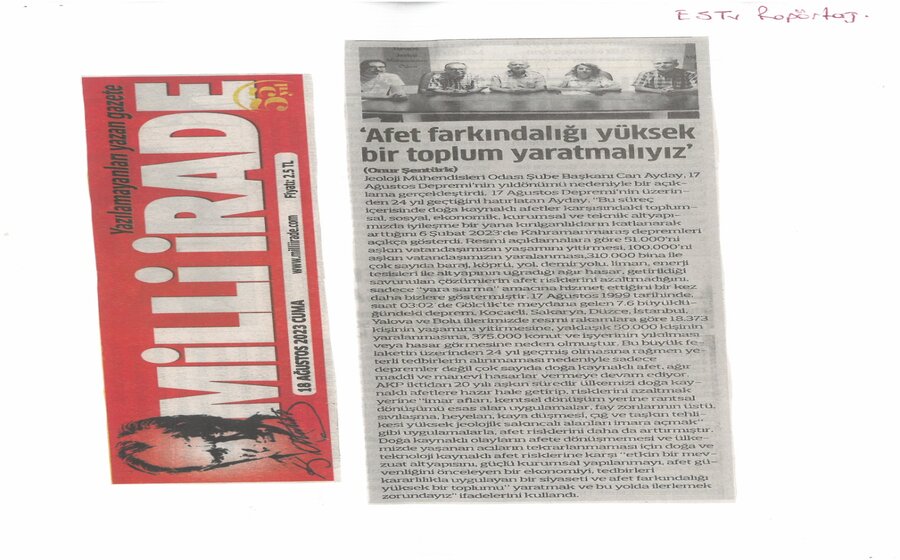 ESTV Röportaj.
Yazılamayanları yazan gazete
MİLLİ İRADE
53. yıl
Fiyatı: 2.5 TL
www.milliirade.com
18 AĞUSTOS 2023 CUMA
'Afet farkındalığı yüksek
bir toplum yaratmalıyız'
(Onur Şentürk)
Jeoloji Mühendisleri Odası Şube Başkanı Can Ayday, 17
Ağustos Depremi'nin yıldönümü nedeniyle bir açık-
lama gerçekleştirdi. 17 Ağustos Depremi'nin üzerin-
den 24 yıl geçtiğini hatırlatan Ayday, "Bu süreç
içerisinde doğa kaynaklı afetler karşısındaki toplum-
sal, sosyal, ekonomik, kurumsal ve teknik altyapı-
mızda iyileşme bir yana kırılganlıkların katlanarak
arttığını 6 Şubat 2023'de Kahramanmaraş depremleri
açıkça gösterdi. Resmi açıklamalara göre 51.000'ni
aşkın vatandaşımızın yaşamını yitirmesi, 100.000'nı
aşkın vatandaşımızın yaralanması,310.000 bina ile
çok sayıda baraj, köprü, yol, demiryolu, liman, enerji
tesisleri ile altyapının uğradığı ağır hasar, getirildiği
savunulan çözümlerin afet risklerini azaltmadığını,
sadece "yara sarma" amacına hizmet ettiğini bir kez
daha bizlere göstermiştir. 17 Ağustos 1999 tarihinde,
saat 03:02 de Gölcük'te meydana gelen 7.6 büyüklü-
ğündeki deprem, Kocaeli, Sakarya, Düzce, İstanbul,
Yalova ve Bolu illerimizde resmi rakamlara göre 18.373
kişinin yaşamını yitirmesine, yaklaşık 50.000 kişinin
yaralanmasına, 375.000 konut ve işyerinin yıkılması
veya hasar görmesine neden olmuştur. Bu büyük fe-
laketin üzerinden 24 yıl geçmiş olmasına rağmen ye-
terli tedbirlerin alınmaması nedeniyle sadece
depremler değil çok sayıda doğa kaynaklı afet, ağır
maddi ve manevi hasarlar vermeye devam ediyor.
AKP iktidarı 20 yılı aşkın süredir ülkemizi doğa kay-
naklı afetlere hazır hale getirip, risklerini azaltmak
yerine "imar afları, kentsel dönüşüm yerine rantsal
dönüşümü esas alan uygulamalar, fay zonlarının üstü,
sıvılaşma, heyelan, kaya düşmesi, çığ ve taşkın tehli-
kesi yüksek jeolojik sakıncalı alanları imara açmak"
gibi uygulamalarla, afet risklerini daha da arttırmıştır.
Doğa kaynaklı olayların afete dönüşmemesi ve ülke-
mizde yaşanan acıların tekrarlanmaması için doğa ve
teknoloji kaynaklı afet risklerine karşı "etkin bir mev-
zuat altyapısını, güçlü kurumsal yapılanmayı, afet gü-
venliğini önceleyen bir ekonomiyi, tedbirleri
kararlılıkla uygulayan bir siyaseti ve afet farkındalığı
yüksek bir toplumu" yaratmak ve bu yolda ilerlemek
zorundayız" ifadelerini kullandı.